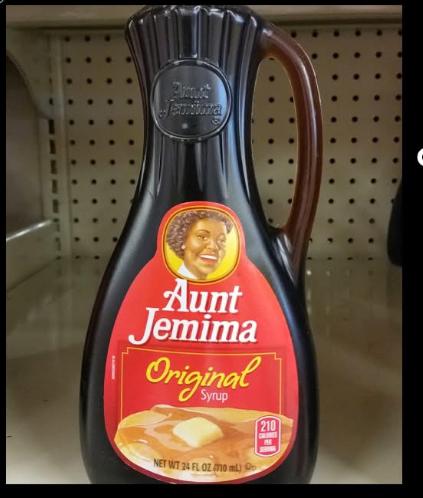 Aunt
Jemima
Aunt
Jemima
Original
Syrup
210
CALORIES
PER
SERVING
NET WT 24 FL OZ (710 mL)